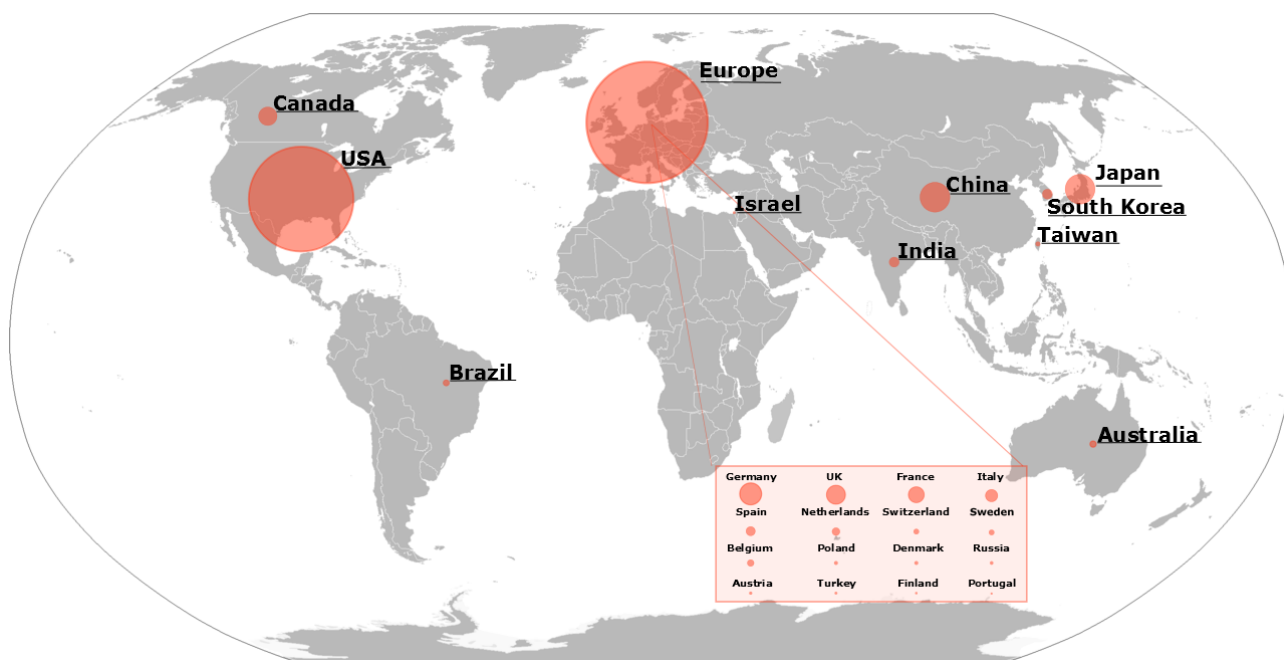 Europe
Canada
USA
China
Japan
Israel
South Korea
Taiwan
India
Brazil
Australia
Germany UK France Italy
Spain Netherlands Switzerland Sweden
Belgium Poland Denmark Russia
Austria Turkey Finland Portugal